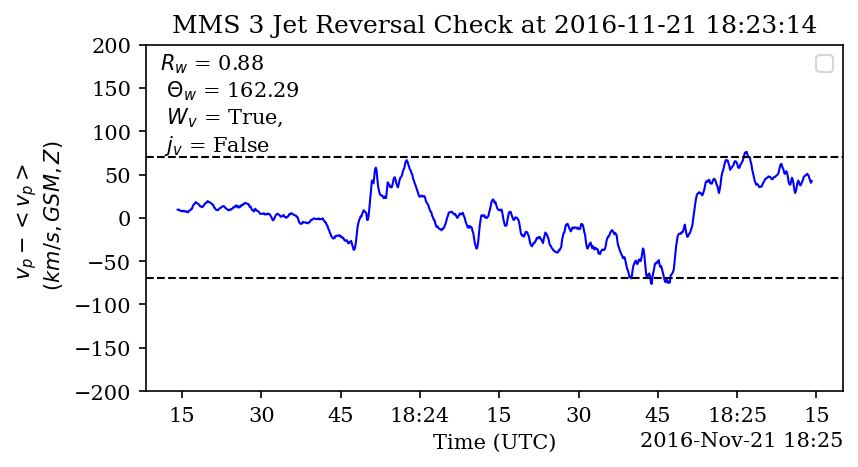 MMS 3 Jet Reversal Check at 2016-11-21 18:23:14
200
150
100
50
0
−50
−100
−150
−200
v_p − < v_p >
(km/s, GSM, Z)
R_w = 0.88
Θ_w = 162.29
W_v = True,
j_v = False
15 30 45 18:24 15 30 45 18:25 15
Time (UTC)
2016-Nov-21 18:25